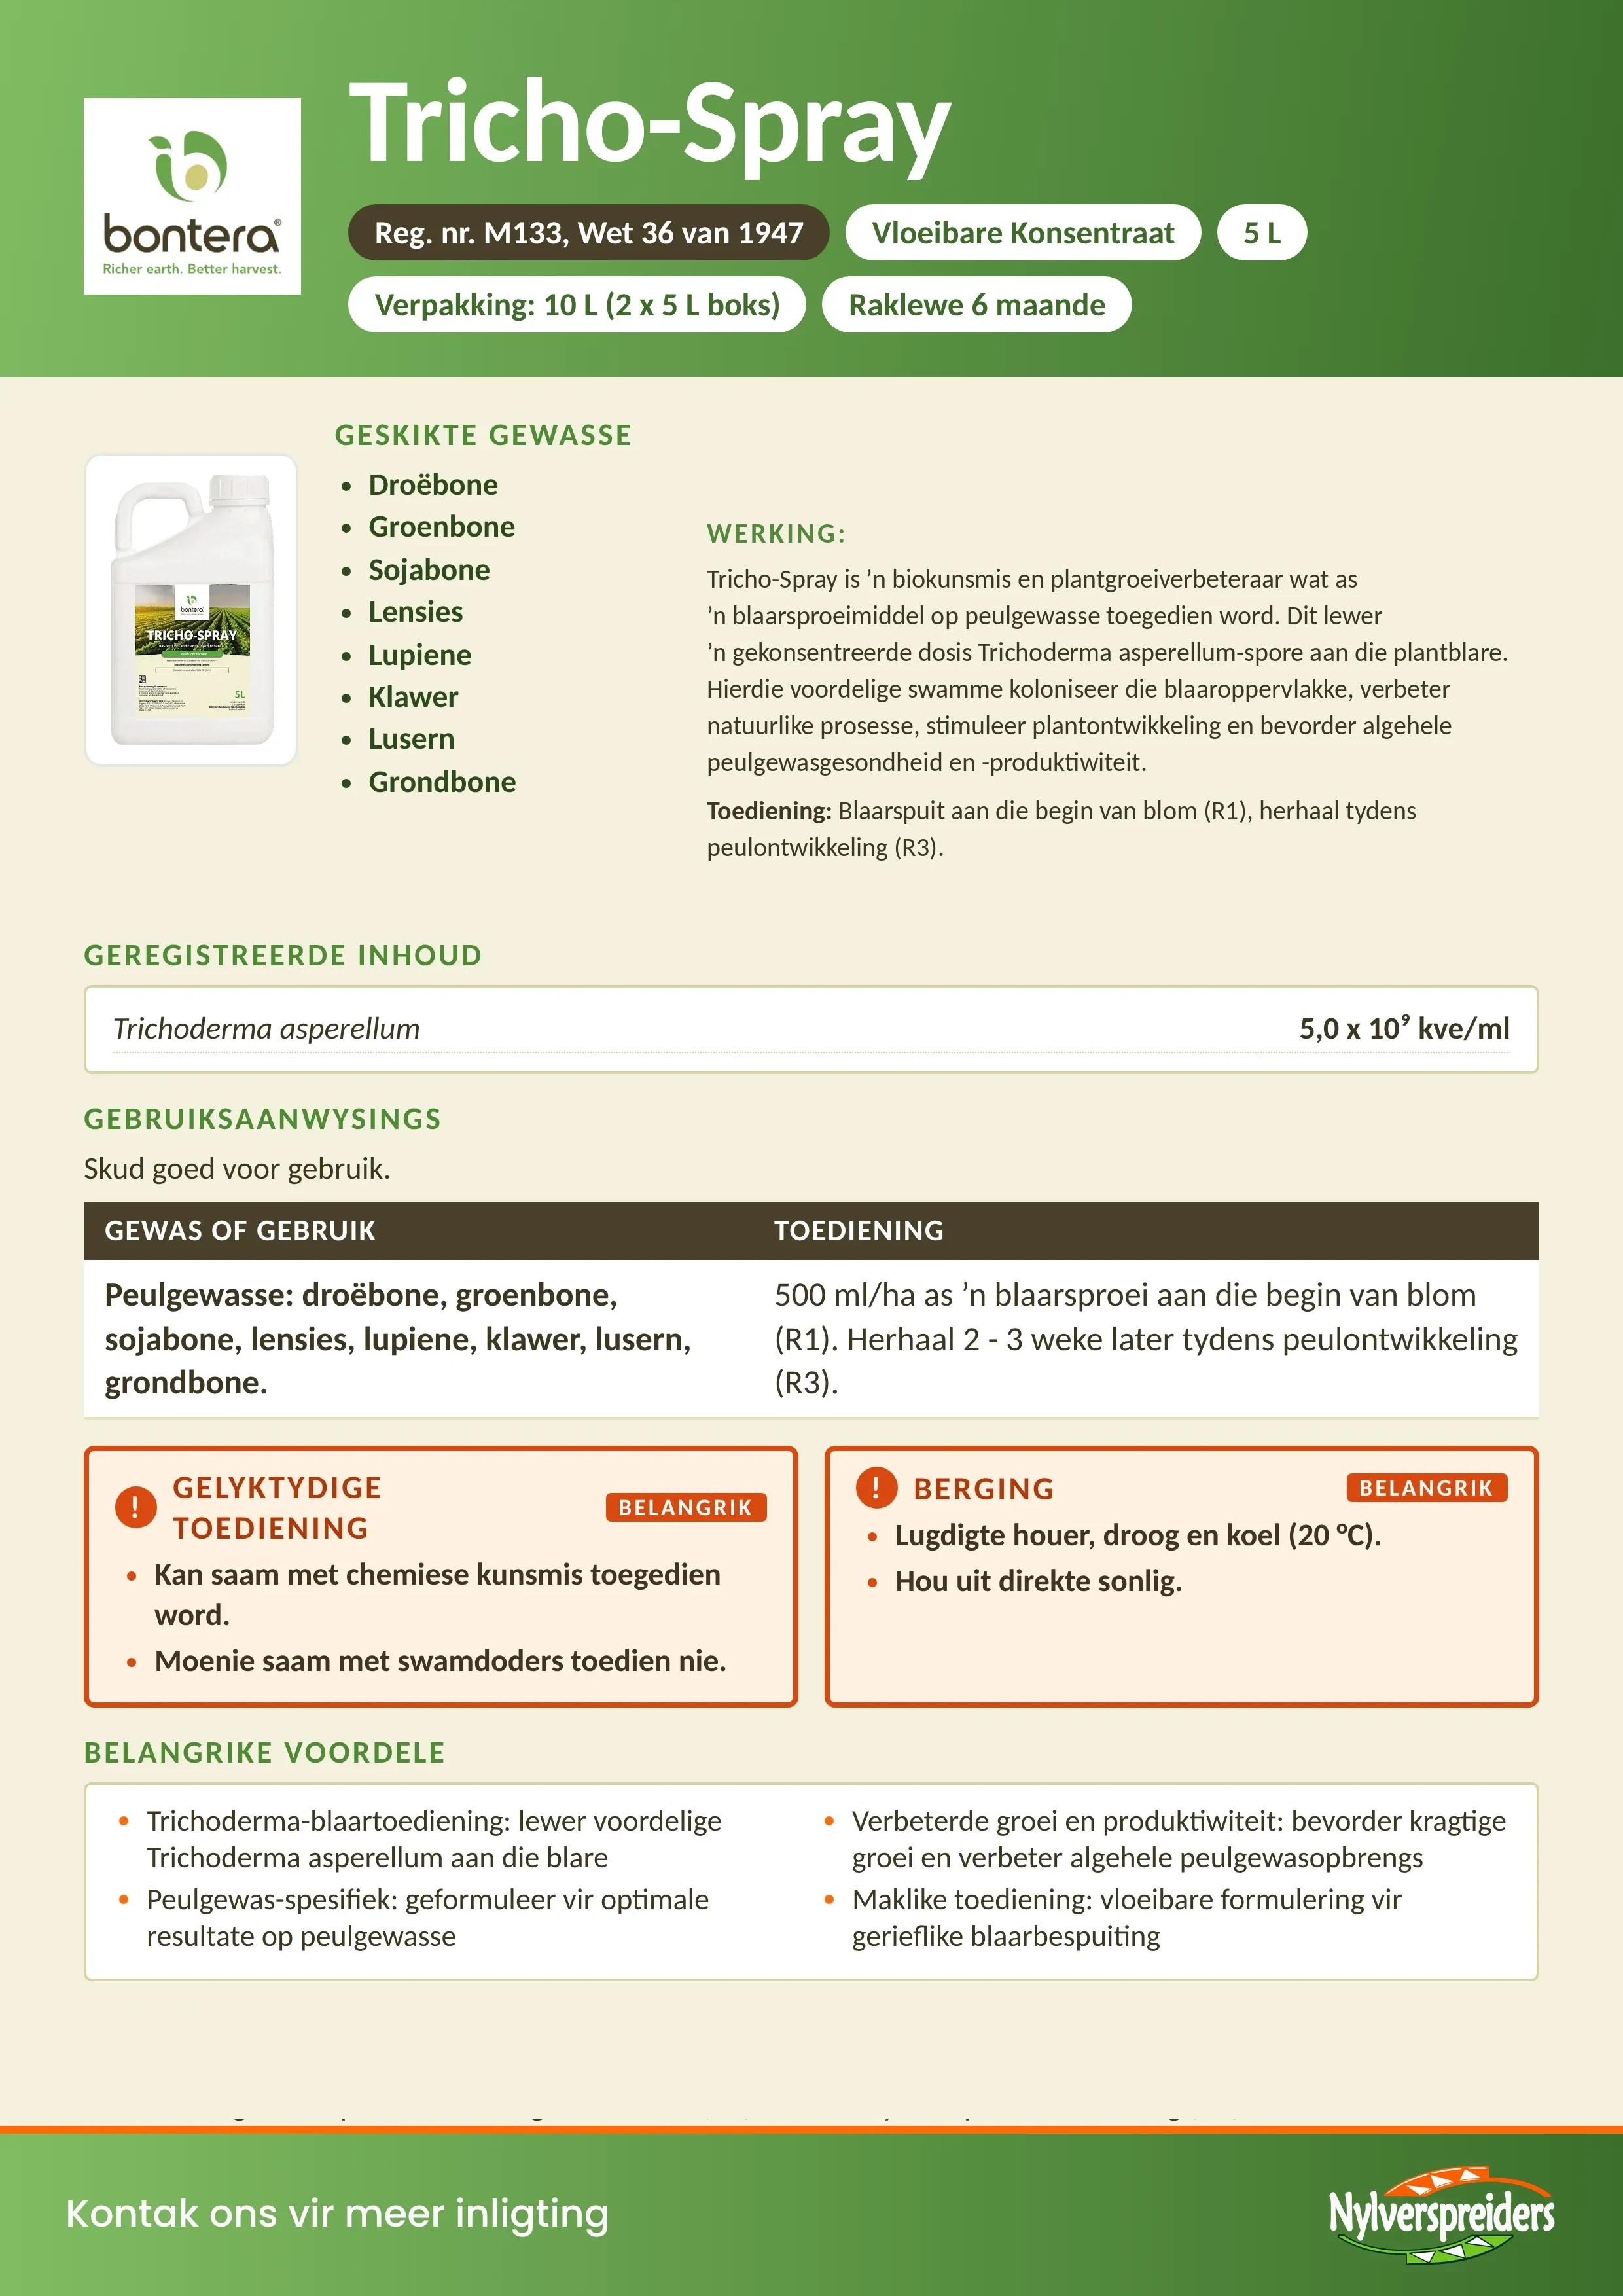 bontera®
Richer earth. Better harvest.
Tricho-Spray
Reg. nr. M133, Wet 36 van 1947
Vloeibare Konsentraat
5 L
Verpakking: 10 L (2 x 5 L boks)
Raklewe 6 maande
bontera
TRICHO-SPRAY
5L
GESKIKTE GEWASSE
• Droëbone
• Groenbone
• Sojabone
• Lensies
• Lupiene
• Klawer
• Lusern
• Grondbone
WERKING:
Tricho-Spray is ’n biokunsmis en plantgroeiverbeteraar wat as
’n blaarsproeimiddel op peulgewasse toegedien word. Dit lewer
’n gekonsentreerde dosis Trichoderma asperellum-spore aan die plantblare.
Hierdie voordelige swamme koloniseer die blaaroppervlakke, verbeter
natuurlike prosesse, stimuleer plantontwikkeling en bevorder algehele
peulgewasgesondheid en -produktiwiteit.
Toediening: Blaarspuit aan die begin van blom (R1), herhaal tydens
peulontwikkeling (R3).
GEREGISTREERDE INHOUD
Trichoderma asperellum
5,0 x 10⁹ kve/ml
GEBRUIKSAANWYSINGS
Skud goed voor gebruik.
GEWAS OF GEBRUIK
TOEDIENING
Peulgewasse: droëbone, groenbone,
sojabone, lensies, lupiene, klawer, lusern,
grondbone.
500 ml/ha as ’n blaarsproei aan die begin van blom
(R1). Herhaal 2 - 3 weke later tydens peulontwikkeling
(R3).
! GELYKTYDIGE
TOEDIENING
BELANGRIK
• Kan saam met chemiese kunsmis toegedien
word.
• Moenie saam met swamdoders toedien nie.
! BERGING
BELANGRIK
• Lugdigte houer, droog en koel (20 °C).
• Hou uit direkte sonlig.
BELANGRIKE VOORDELE
• Trichoderma-blaartoediening: lewer voordelige
Trichoderma asperellum aan die blare
• Peulgewas-spesifiek: geformuleer vir optimale
resultate op peulgewasse
• Verbeterde groei en produktiwiteit: bevorder kragtige
groei en verbeter algehele peulgewasopbrengs
• Maklike toediening: vloeibare formulering vir
gerieflike blaarbespuiting
Kontak ons vir meer inligting
Nylverspreiders